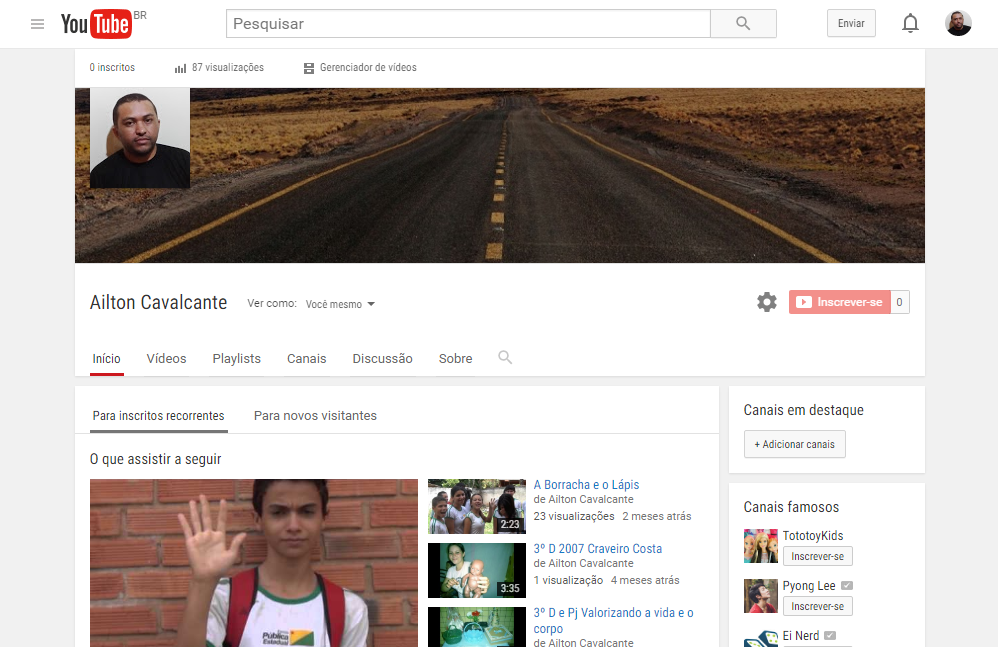 YouTube BR
Pesquisar
Enviar
0 inscritos 87 visualizações Gerenciador de vídeos
Ailton Cavalcante Ver como: Você mesmo
Inscrever-se 0
Início Vídeos Playlists Canais Discussão Sobre
Para inscritos recorrentes Para novos visitantes
O que assistir a seguir
Pública
Estadual
A Borracha e o Lápis
de Ailton Cavalcante
23 visualizações 2 meses atrás
2:23
3º D 2007 Craveiro Costa
de Ailton Cavalcante
1 visualização 4 meses atrás
3:35
3º D e Pj Valorizando a vida e o
corpo
de Ailton Cavalcante
Canais em destaque
+ Adicionar canais
Canais famosos
TototoyKids
Inscrever-se
Pyong Lee
Inscrever-se
Ei Nerd